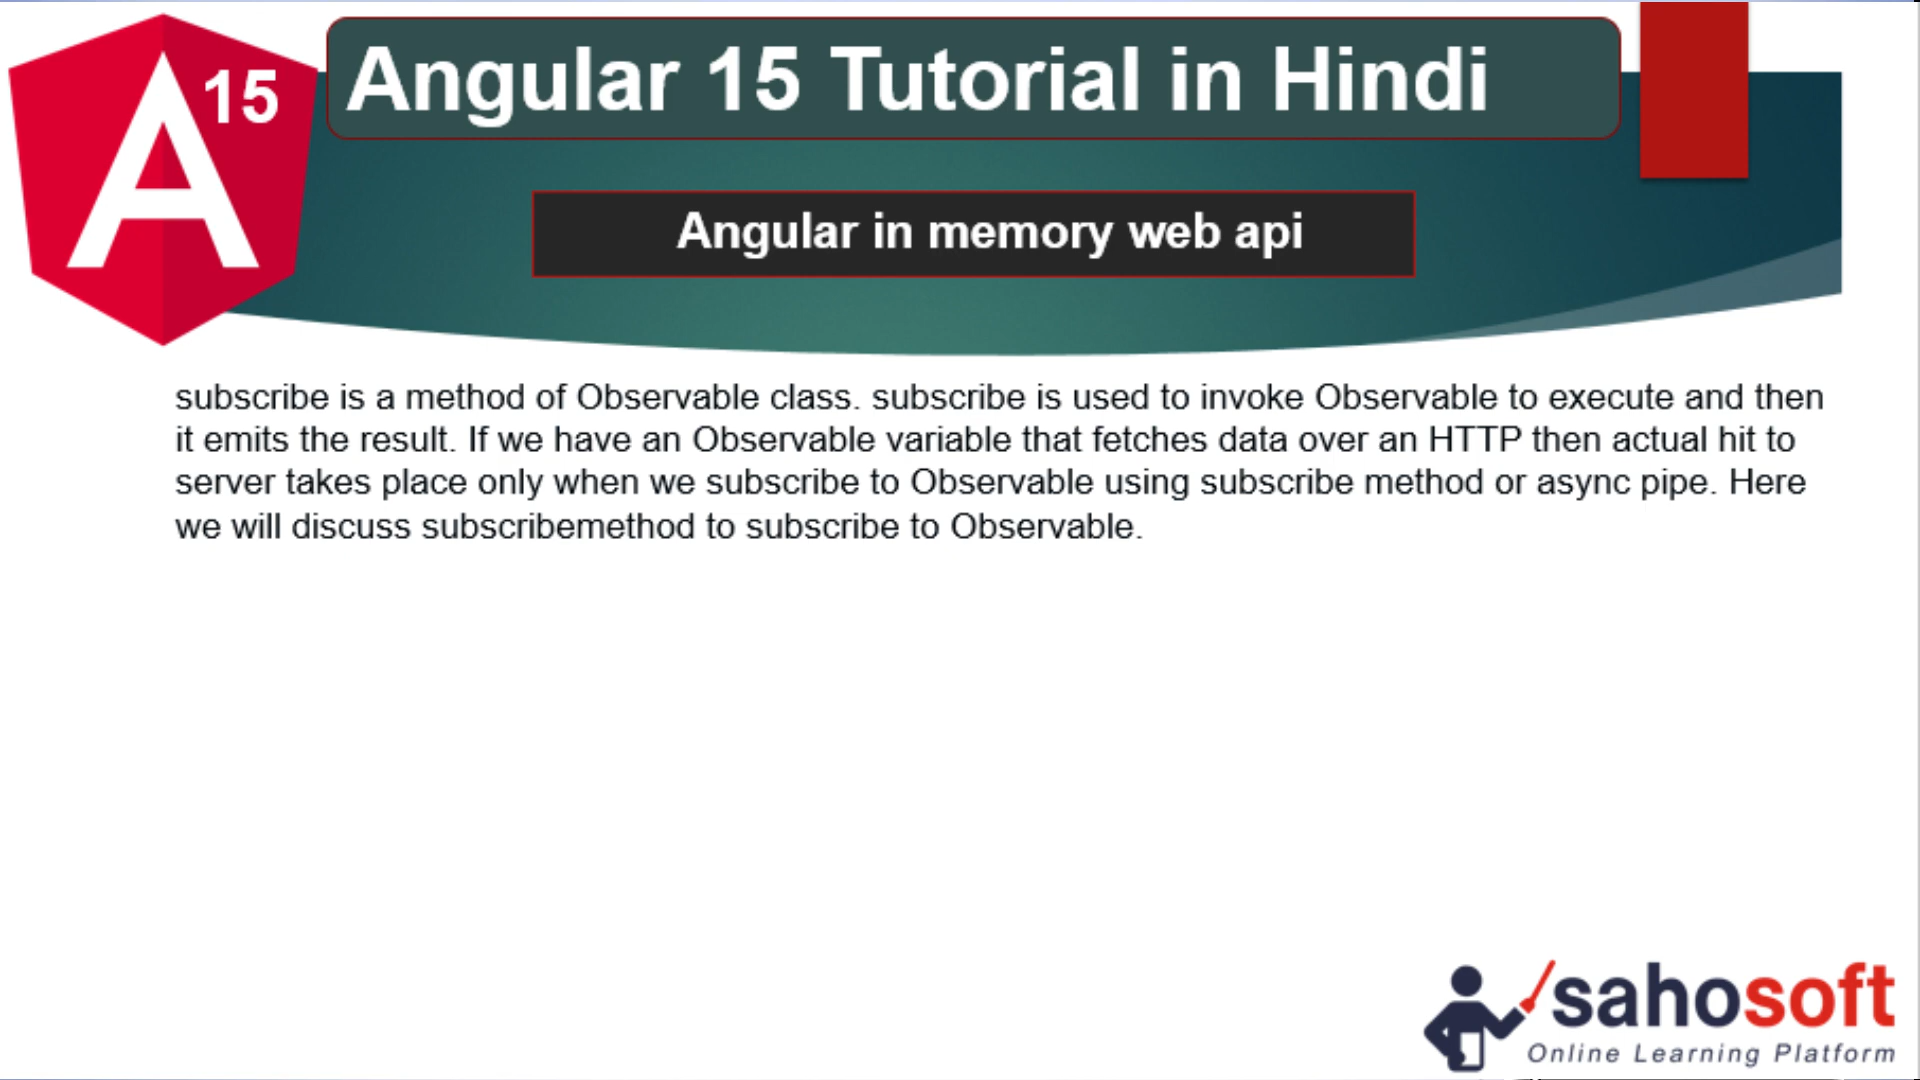 A
15
Angular 15 Tutorial in Hindi
Angular in memory web api
subscribe is a method of Observable class. subscribe is used to invoke Observable to execute and then
it emits the result. If we have an Observable variable that fetches data over an HTTP then actual hit to
server takes place only when we subscribe to Observable using subscribe method or async pipe. Here
we will discuss subscribemethod to subscribe to Observable.
sahosoft
Online Learning Platform